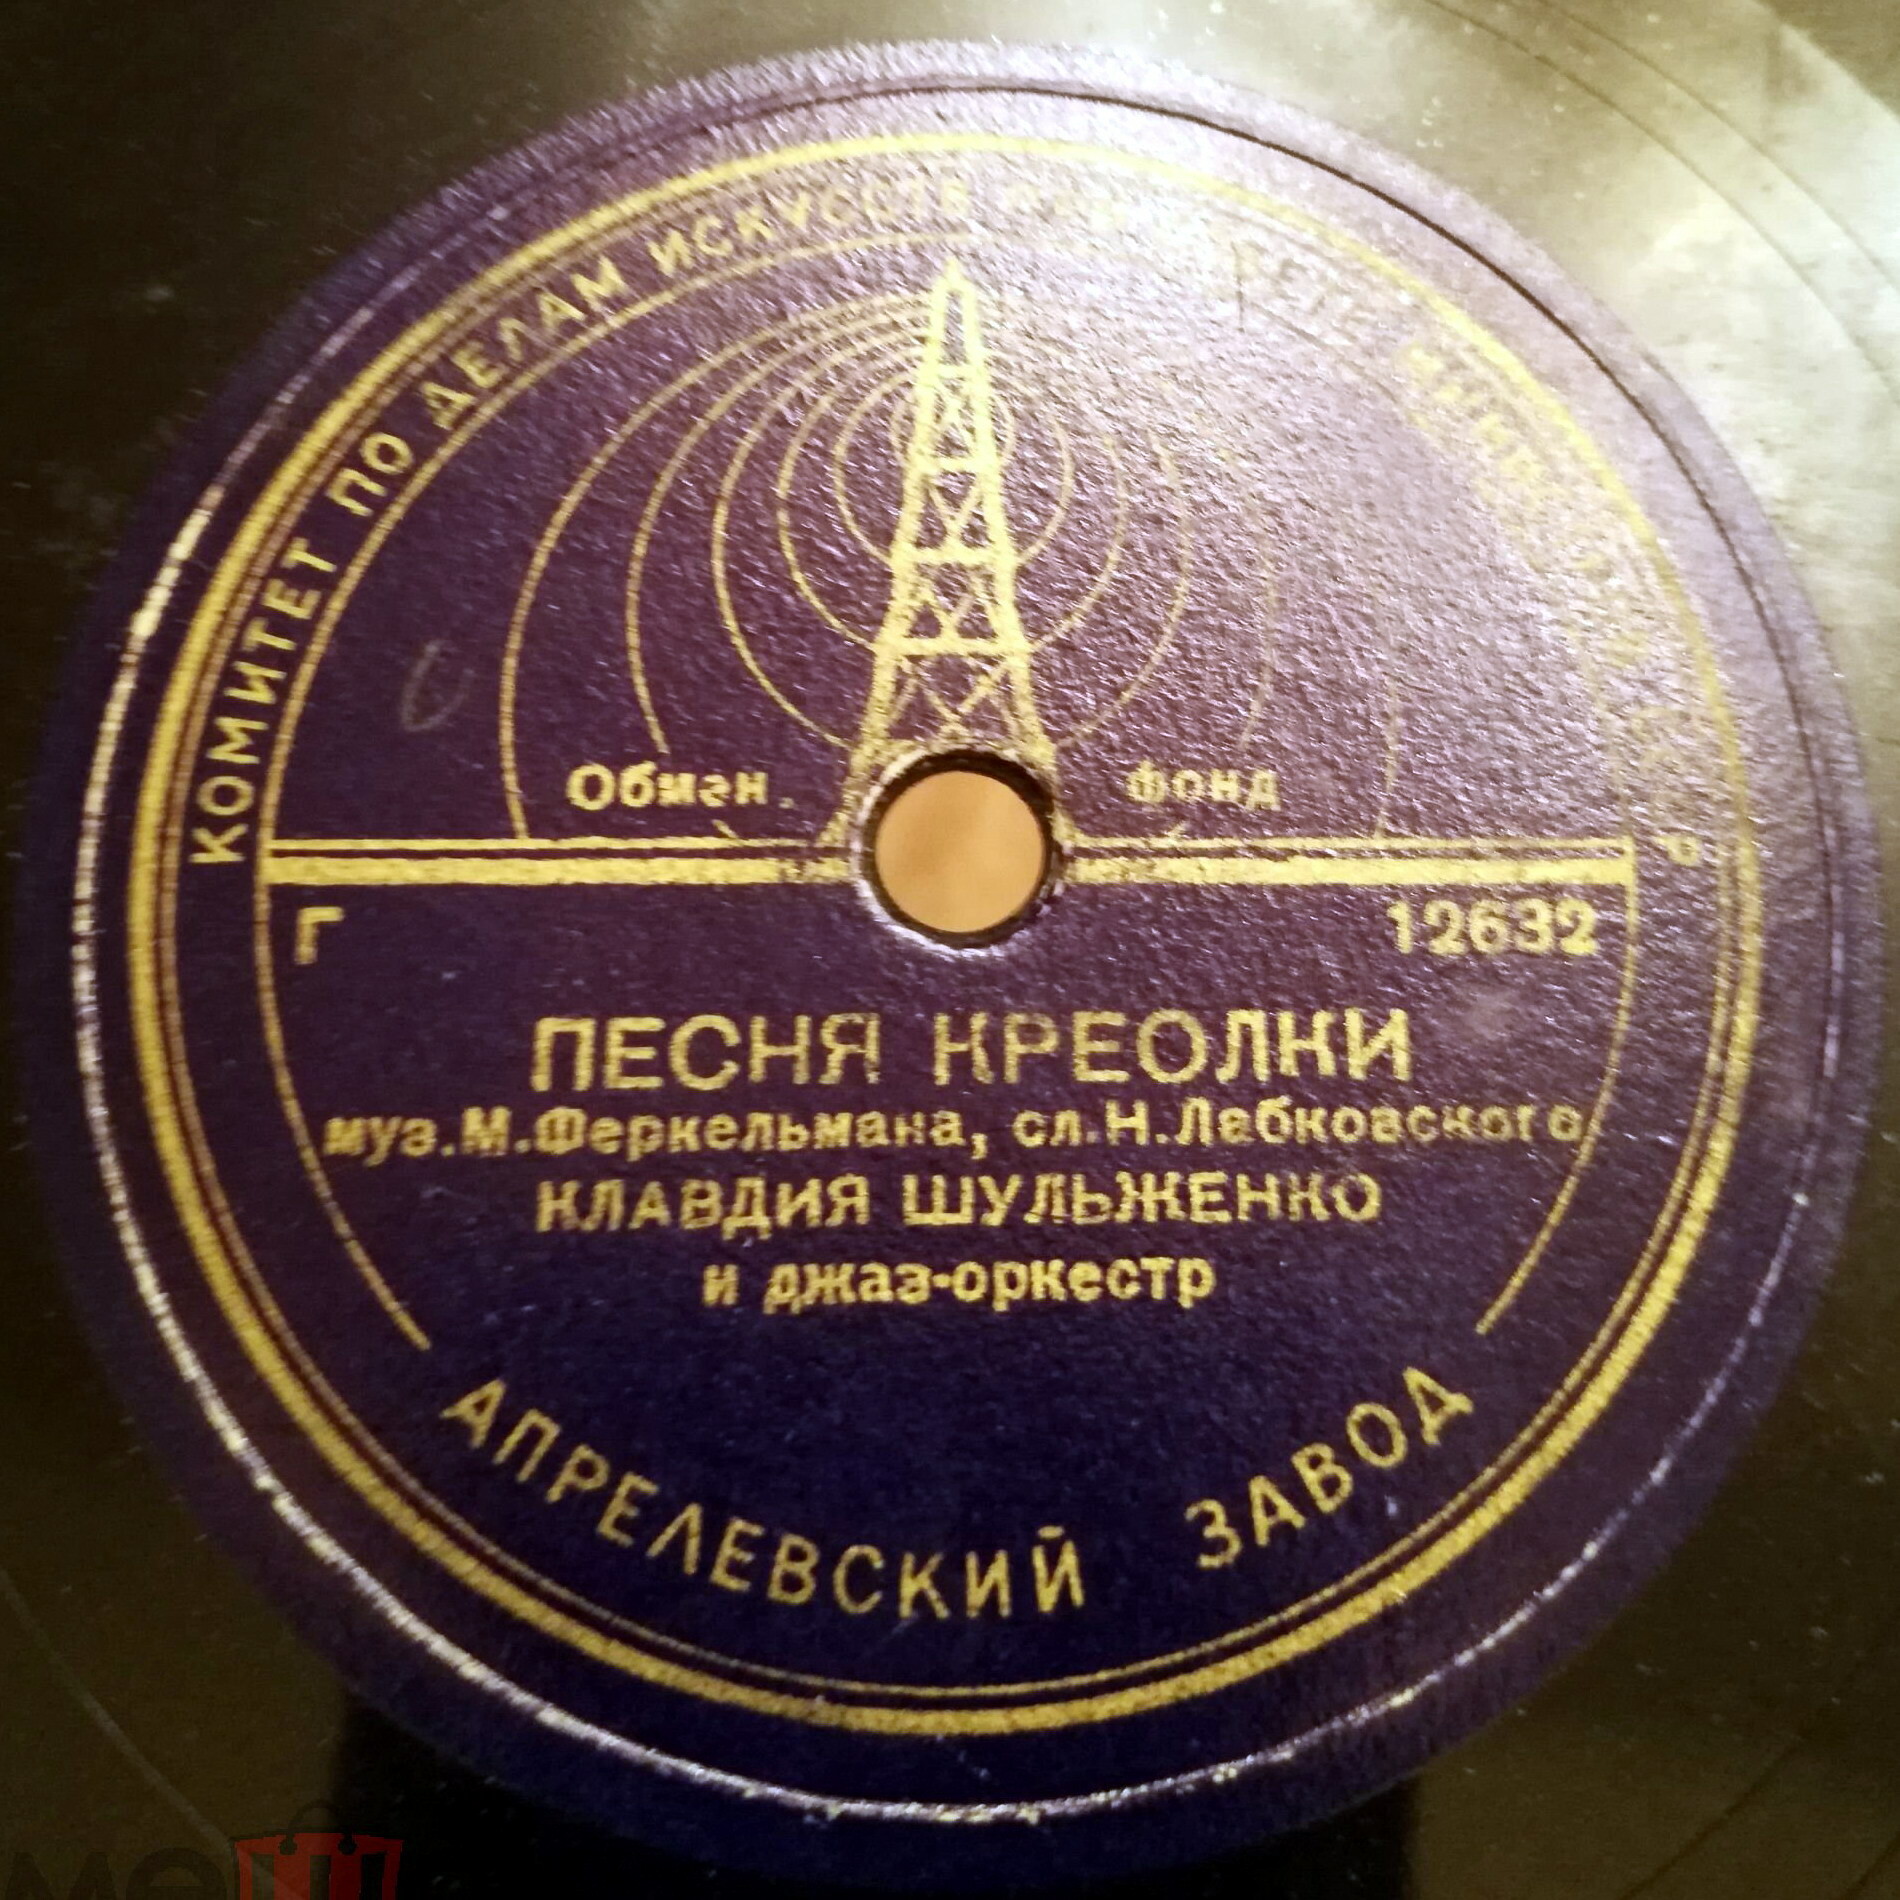 КОМИТЕТ ПО ДЕЛАМ ИСКУССТВ ПРИ
Обмен. фонд
Г 12632
ПЕСНЯ КРЕОЛКИ
муз.М.Феркельмана, сл.Н.Лабковского
КЛАВДИЯ ШУЛЬЖЕНКО
и джаз-оркестр
АПРЕЛЕВСКИЙ ЗАВОД